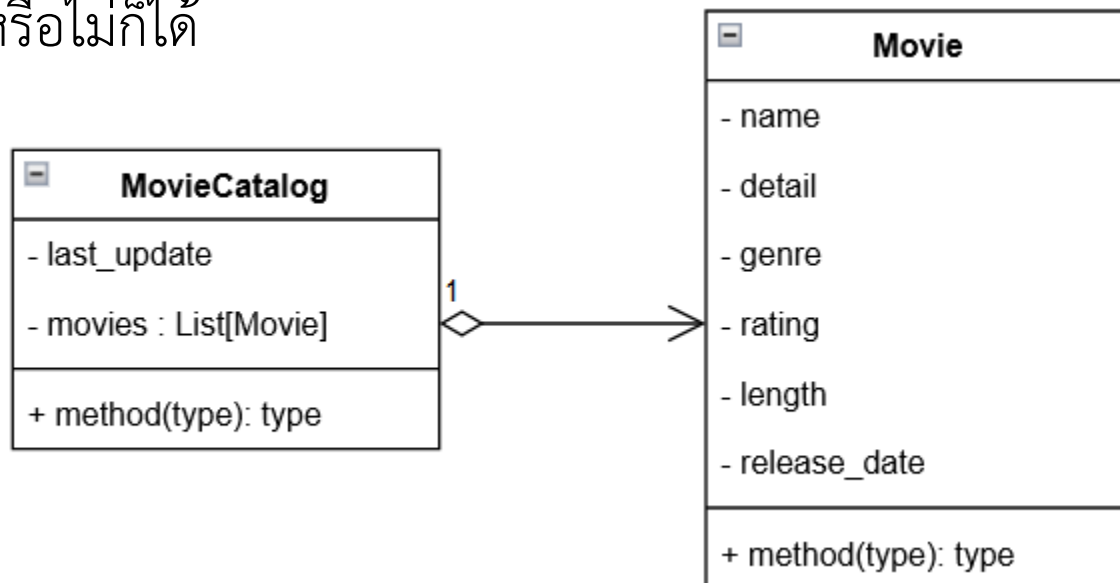 หรือไม่ก็ได้
MovieCatalog
- last_update
- movies : List[Movie]
+ method(type): type
1
Movie
- name
- detail
- genre
- rating
- length
- release_date
+ method(type): type